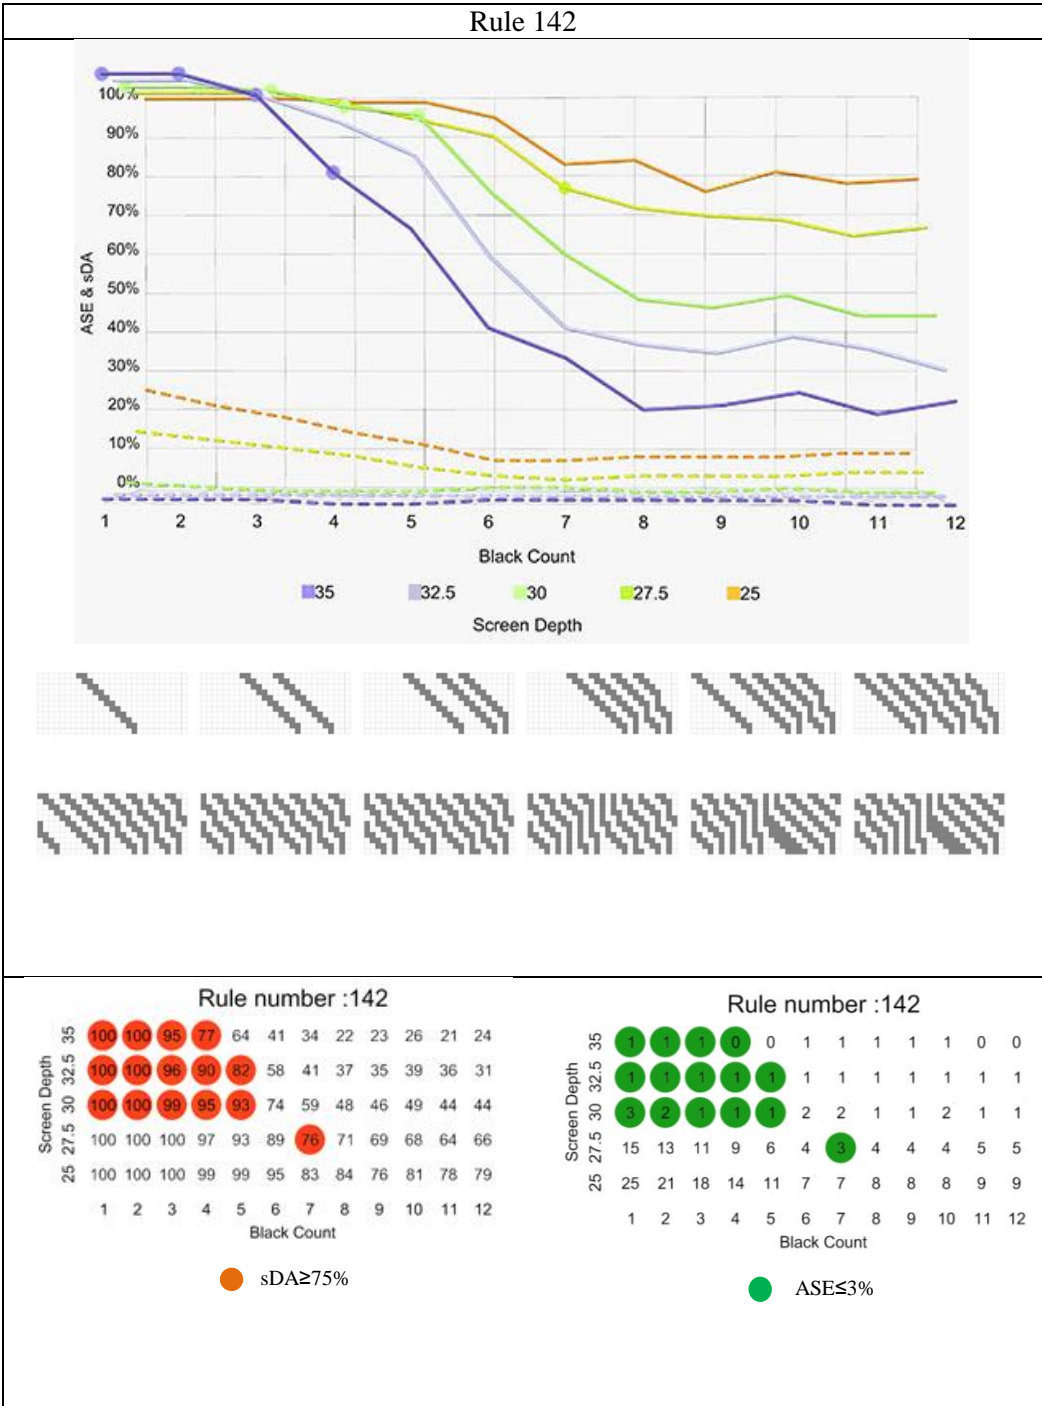 Rule 142
100%
90%
80%
70%
60%
50%
40%
30%
20%
10%
0%
ASE & sDA
1 2 3 4 5 6 7 8 9 10 11 12
Black Count
35 32.5 30 27.5 25
Screen Depth
Rule number :142
Screen Depth
35 100 100 95 77 64 41 34 22 23 26 21 24
32.5 100 100 96 90 82 58 41 37 35 39 36 31
30 100 100 99 95 93 74 59 48 46 49 44 44
27.5 100 100 100 97 93 89 76 71 69 68 64 66
25 100 100 100 99 99 95 83 84 76 81 78 79
1 2 3 4 5 6 7 8 9 10 11 12
Black Count
sDA≥75%
Rule number :142
Screen Depth
35 1 1 1 0 0 1 1 1 1 1 0 0
32.5 1 1 1 1 1 1 1 1 1 1 1 1
30 3 2 1 1 1 2 2 1 1 2 1 1
27.5 15 13 11 9 6 4 3 4 4 4 5 5
25 25 21 18 14 11 7 7 8 8 8 9 9
1 2 3 4 5 6 7 8 9 10 11 12
Black Count
ASE≤3%